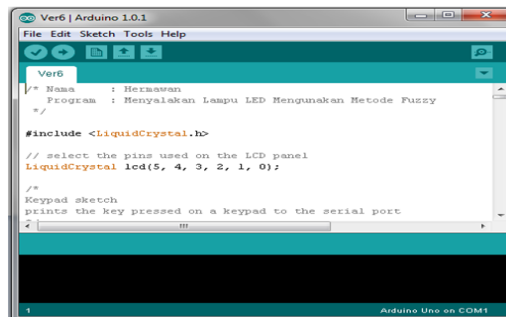 Ver6 | Arduino 1.0.1
File Edit Sketch Tools Help
Ver6
/* Nama : Hermawan
Program : Menyalakan Lampu LED Mengunakan Metode Fuzzy
*/
#include <LiquidCrystal.h>
// select the pins used on the LCD panel
LiquidCrystal lcd(5, 4, 3, 2, 1, 0);
/*
Keypad sketch
prints the key pressed on a keypad to the serial port
1
Arduino Uno on COM1